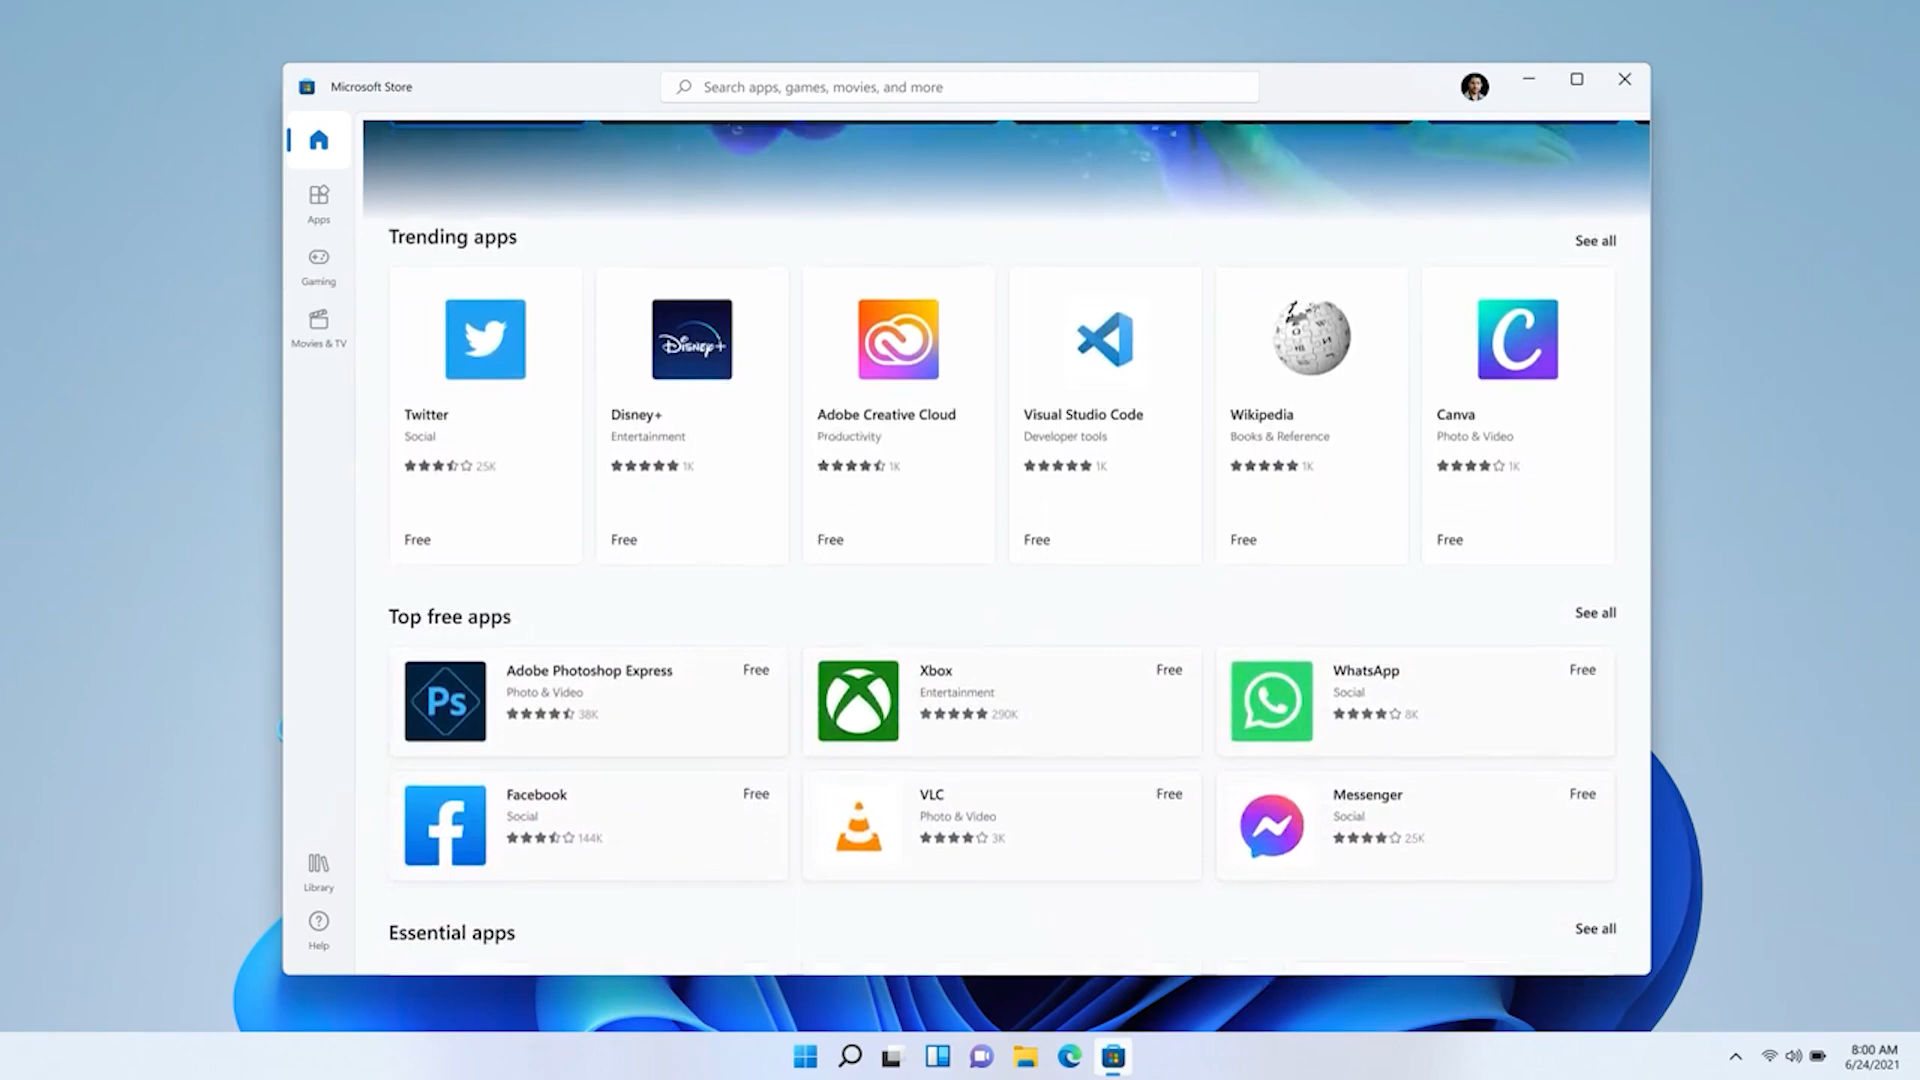 Microsoft Store
Search apps, games, movies, and more
Apps
Gaming
Movies & TV
Library
Help
Trending apps
See all
Disney+
C
Twitter
Social
25K
Free
Disney+
Entertainment
1K
Free
Adobe Creative Cloud
Productivity
1K
Free
Visual Studio Code
Developer tools
1K
Free
Wikipedia
Books & Reference
1K
Free
Canva
Photo & Video
1K
Free
Top free apps
See all
Ps
Adobe Photoshop Express
Free
Photo & Video
38K
Xbox
Free
Entertainment
290K
WhatsApp
Free
Social
8K
Facebook
Free
Social
144K
VLC
Free
Photo & Video
3K
Messenger
Free
Social
25K
Essential apps
See all
8:00 AM
6/24/2021